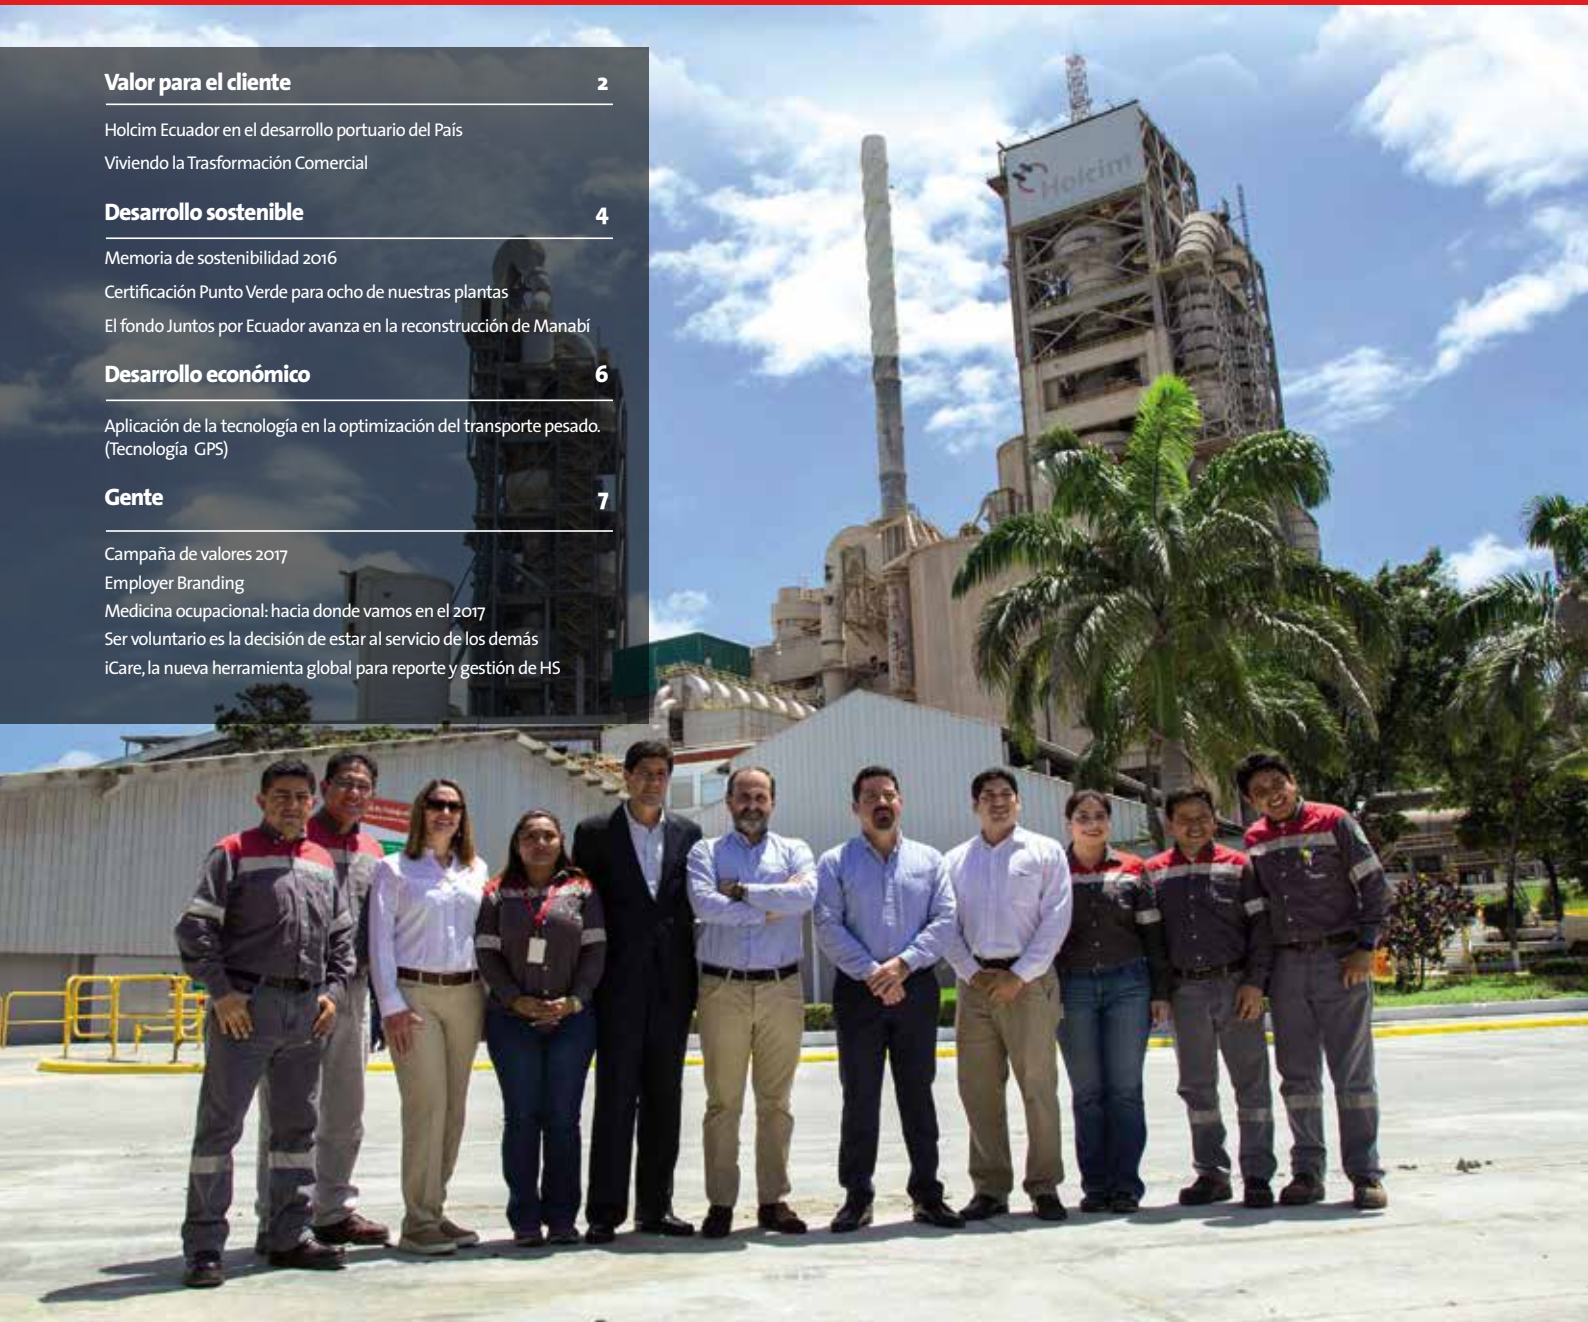 Valor para el cliente 2
Holcim Ecuador en el desarrollo portuario del País
Viviendo la Trasformación Comercial
Desarrollo sostenible 4
Memoria de sostenibilidad 2016
Certificación Punto Verde para ocho de nuestras plantas
El fondo Juntos por Ecuador avanza en la reconstrucción de Manabí
Desarrollo económico 6
Aplicación de la tecnología en la optimización del transporte pesado.
(Tecnología GPS)
Gente 7
Campaña de valores 2017
Employer Branding
Medicina ocupacional: hacia donde vamos en el 2017
Ser voluntario es la decisión de estar al servicio de los demás
iCare, la nueva herramienta global para reporte y gestión de HS
Holcim